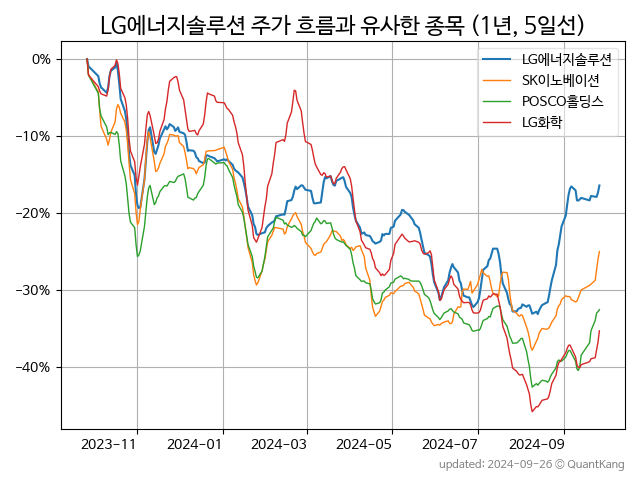 LG에너지솔루션 주가 흐름과 유사한 종목 (1년, 5일선)
LG에너지솔루션
SK이노베이션
POSCO홀딩스
LG화학
0%
−10%
−20%
−30%
−40%
2023-11
2024-01
2024-03
2024-05
2024-07
2024-09
updated: 2024-09-26 © QuantKang